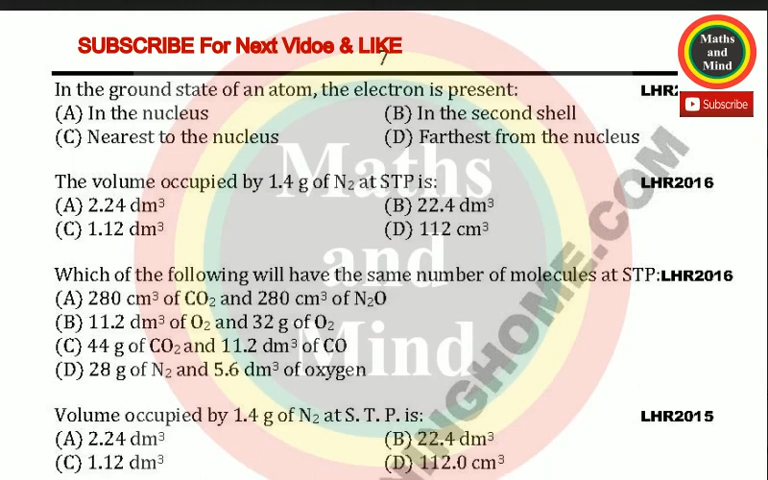 SUBSCRIBE For Next Vidoe & LIKE
7
Maths
and
Mind
Subscribe
In the ground state of an atom, the electron is present:
(A) In the nucleus (B) In the second shell
(C) Nearest to the nucleus (D) Farthest from the nucleus
The volume occupied by 1.4 g of N₂ at STP is: LHR2016
(A) 2.24 dm³ (B) 22.4 dm³
(C) 1.12 dm³ (D) 112 cm³
Which of the following will have the same number of molecules at STP:LHR2016
(A) 280 cm³ of CO₂ and 280 cm³ of N₂O
(B) 11.2 dm³ of O₂ and 32 g of O₂
(C) 44 g of CO₂ and 11.2 dm³ of CO
(D) 28 g of N₂ and 5.6 dm³ of oxygen
Volume occupied by 1.4 g of N₂ at S. T. P. is: LHR2015
(A) 2.24 dm³ (B) 22.4 dm³
(C) 1.12 dm³ (D) 112.0 cm³
Maths
and
Mind